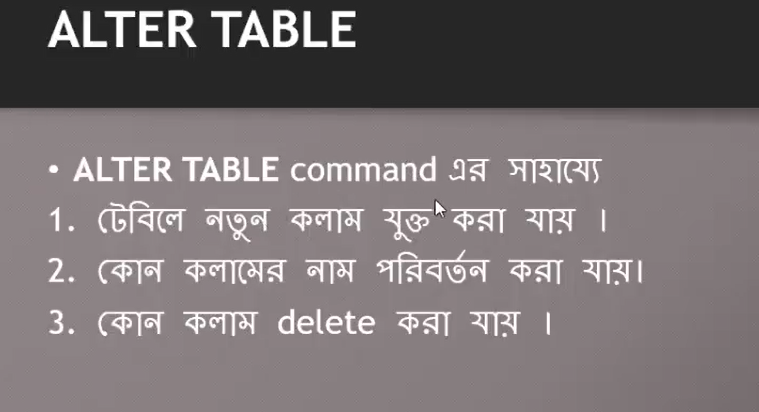 ALTER TABLE
• ALTER TABLE command এর সাহায্যে
1. টেবিলে নতুন কলাম যুক্ত করা যায় ।
2. কোন কলামের নাম পরিবর্তন করা যায়।
3. কোন কলাম delete করা যায় ।